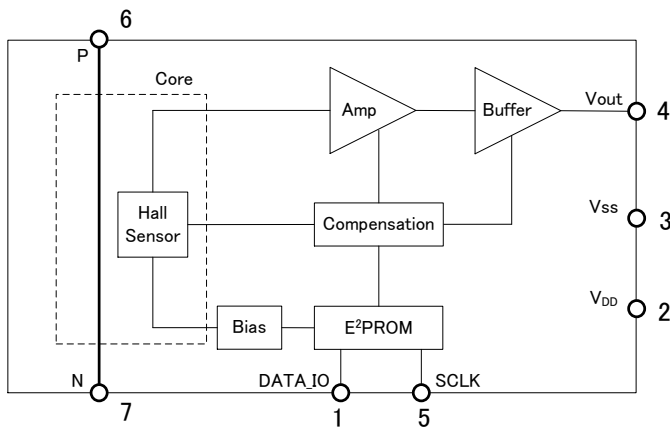 6
P
Core
Amp
Buffer
Vout
4
Hall
Sensor
Compensation
Vss
3
VDD
2
Bias
E²PROM
N
DATA_IO
SCLK
7
1
5